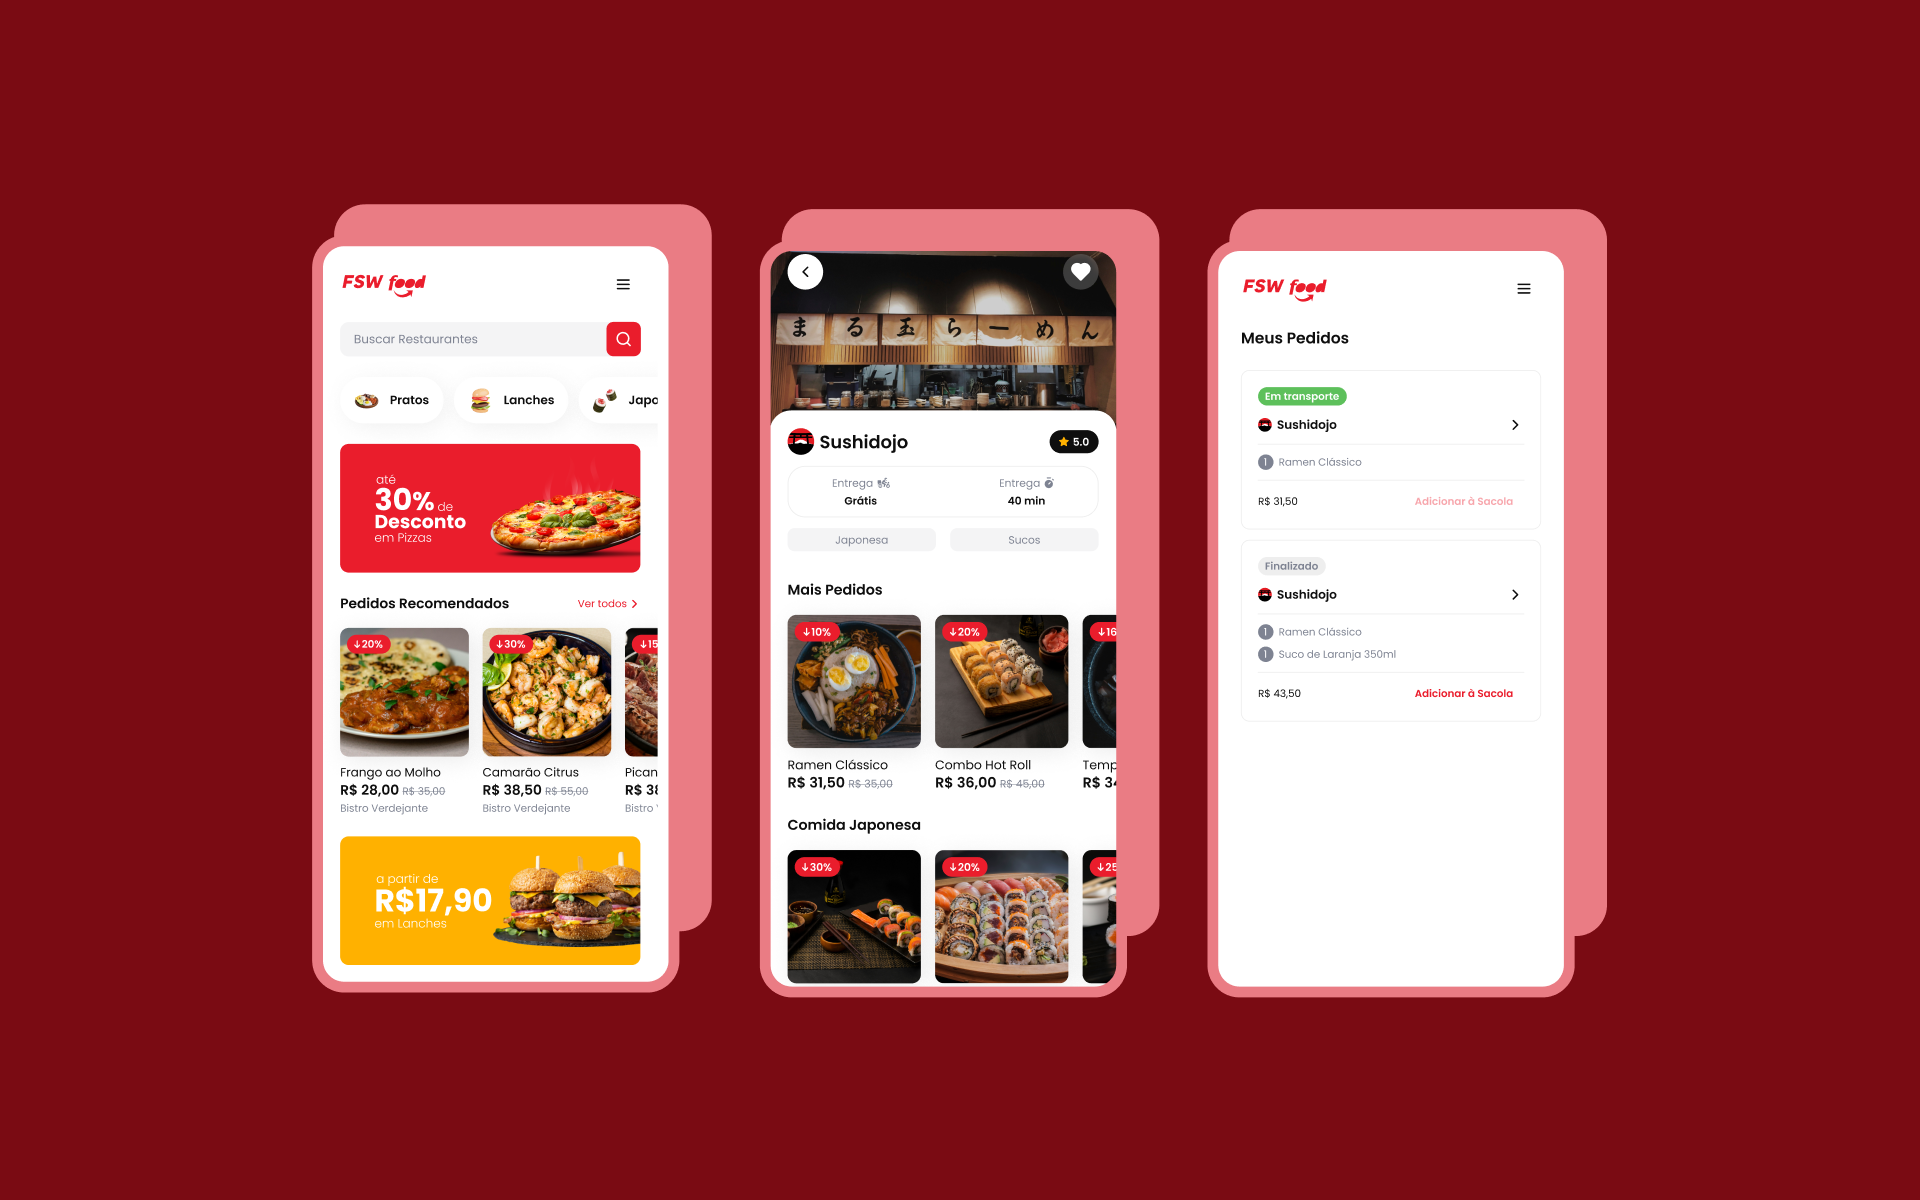 FSW food
Buscar Restaurantes
Pratos
Lanches
Japo
até
30% de
Desconto
em Pizzas
Pedidos Recomendados
Ver todos
↓20%
↓30%
↓15
Frango ao Molho
Camarão Citrus
Pican
R$ 28,00 R$ 35,00
R$ 38,50 R$ 55,00
R$ 38
Bistro Verdejante
Bistro Verdejante
Bistro
a partir de
R$17,90
em Lanches
ま る 玉 ら ー め ん
Sushidojo
5.0
Entrega
Grátis
Entrega
40 min
Japonesa
Sucos
Mais Pedidos
↓10%
↓20%
↓16
Ramen Clássico
Combo Hot Roll
Temp
R$ 31,50 R$ 35,00
R$ 36,00 R$ 45,00
R$ 34
Comida Japonesa
↓30%
↓20%
↓25
FSW food
Meus Pedidos
Em transporte
Sushidojo
1 Ramen Clássico
R$ 31,50
Adicionar à Sacola
Finalizado
Sushidojo
1 Ramen Clássico
1 Suco de Laranja 350ml
R$ 43,50
Adicionar à Sacola